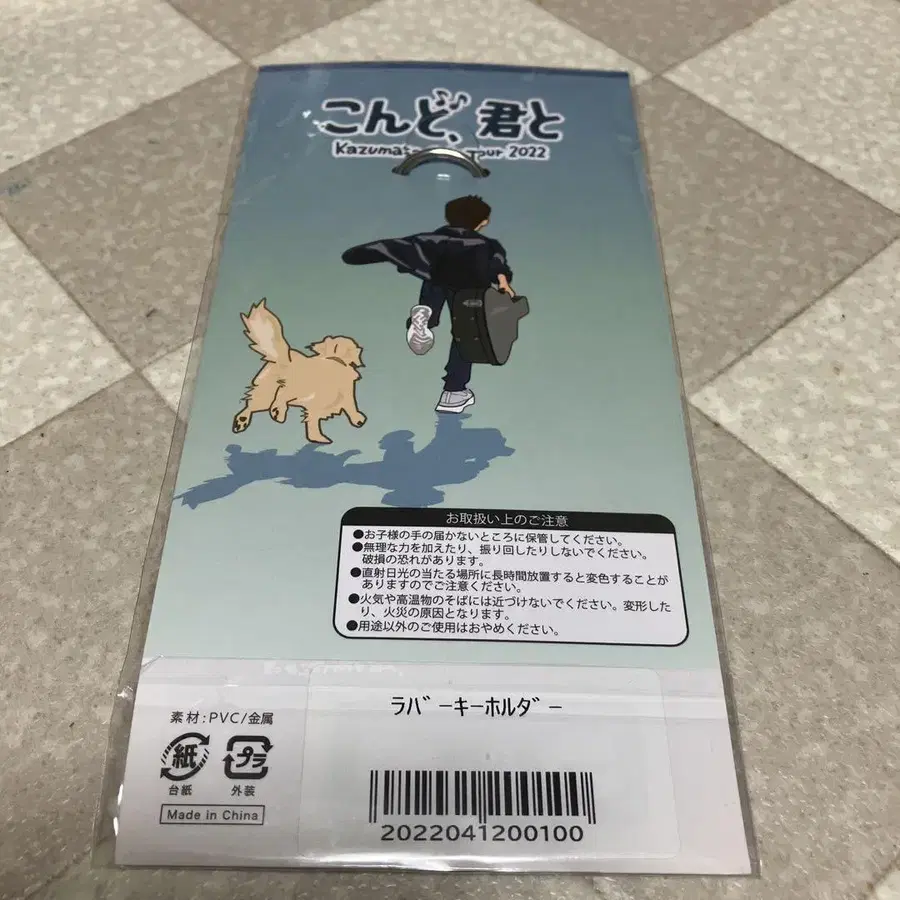 こんど、君と
Tour 2022
お取扱い上のご注意
●お子様の手の届かないところに保管してください。
●無理な力を加えたり、振り回したりしないでください。
破損の恐れがあります。
●直射日光の当たる場所に長時間放置すると変色することが
ありますのでご注意ください。
●火気や高温物のそばには近づけないでください。変形した
り、火災の原因となります。
●用途以外のご使用はおやめください。
ラバーキーホルダー
素材:PVC/金属
紙 プラ
台紙 外装
Made in China
2022041200100